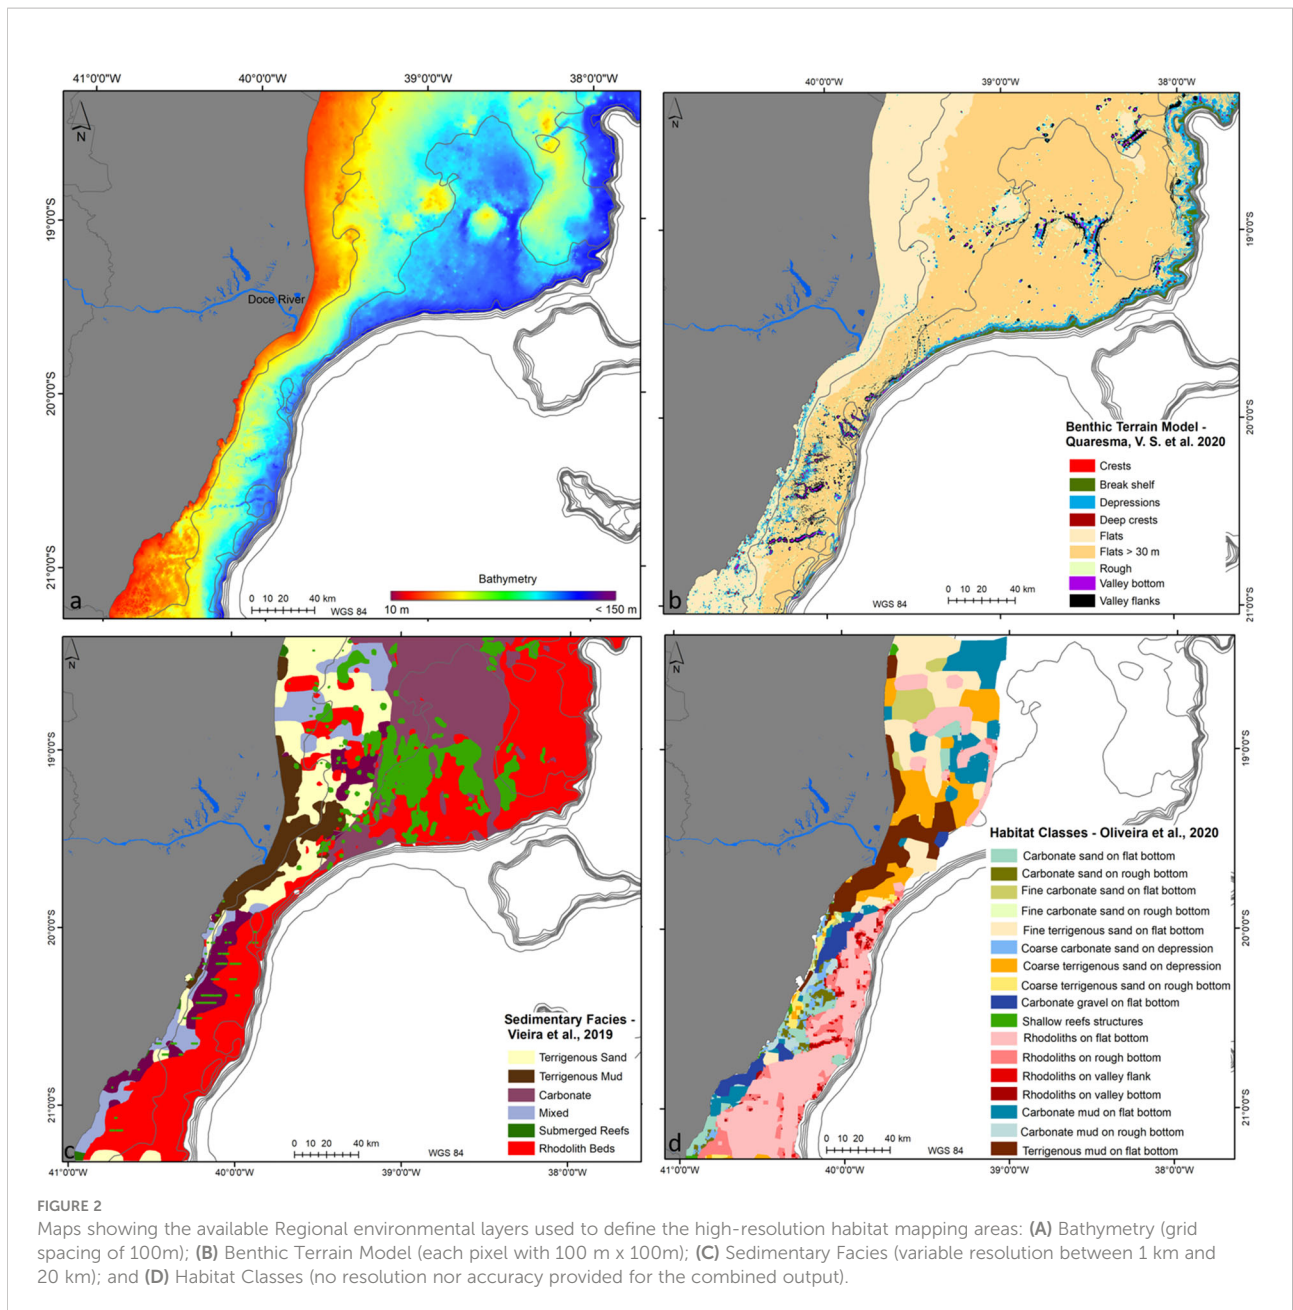 41°0'0"W
40°0'0"W
39°0'0"W
38°0'0"W
N
19°0'0"S
20°0'0"S
21°0'0"S
Doce River
Bathymetry
10 m
< 150 m
0 10 20 40 km
WGS 84
a
40°0'0"W
39°0'0"W
38°0'0"W
N
19°0'0"S
20°0'0"S
21°0'0"S
Benthic Terrain Model -
Quaresma, V. S. et al. 2020
Crests
Break shelf
Depressions
Deep crests
Flats
Flats > 30 m
Rough
Valley bottom
Valley flanks
0 10 20 40 km
WGS 84
b
N
19°0'0"S
20°0'0"S
21°0'0"S
Sedimentary Facies -
Vieira et al., 2019
Terrigenous Sand
Terrigenous Mud
Carbonate
Mixed
Submerged Reefs
Rhodolith Beds
0 10 20 40 km
WGS 84
c
41°0'0"W
40°0'0"W
39°0'0"W
38°0'0"W
N
19°0'0"S
20°0'0"S
21°0'0"S
Habitat Classes - Oliveira et al., 2020
Carbonate sand on flat bottom
Carbonate sand on rough bottom
Fine carbonate sand on flat bottom
Fine carbonate sand on rough bottom
Fine terrigenous sand on flat bottom
Coarse carbonate sand on depression
Coarse terrigenous sand on depression
Coarse terrigenous sand on rough bottom
Carbonate gravel on flat bottom
Shallow reefs structures
Rhodoliths on flat bottom
Rhodoliths on rough bottom
Rhodoliths on valley flank
Rhodoliths on valley bottom
Carbonate mud on flat bottom
Carbonate mud on rough bottom
Terrigenous mud on flat bottom
0 10 20 40 km
WGS 84
d
41°0'0"W
40°0'0"W
39°0'0"W
38°0'0"W
FIGURE 2
Maps showing the available Regional environmental layers used to define the high-resolution habitat mapping areas: (A) Bathymetry (grid
spacing of 100m); (B) Benthic Terrain Model (each pixel with 100 m x 100m); (C) Sedimentary Facies (variable resolution between 1 km and
20 km); and (D) Habitat Classes (no resolution nor accuracy provided for the combined output).